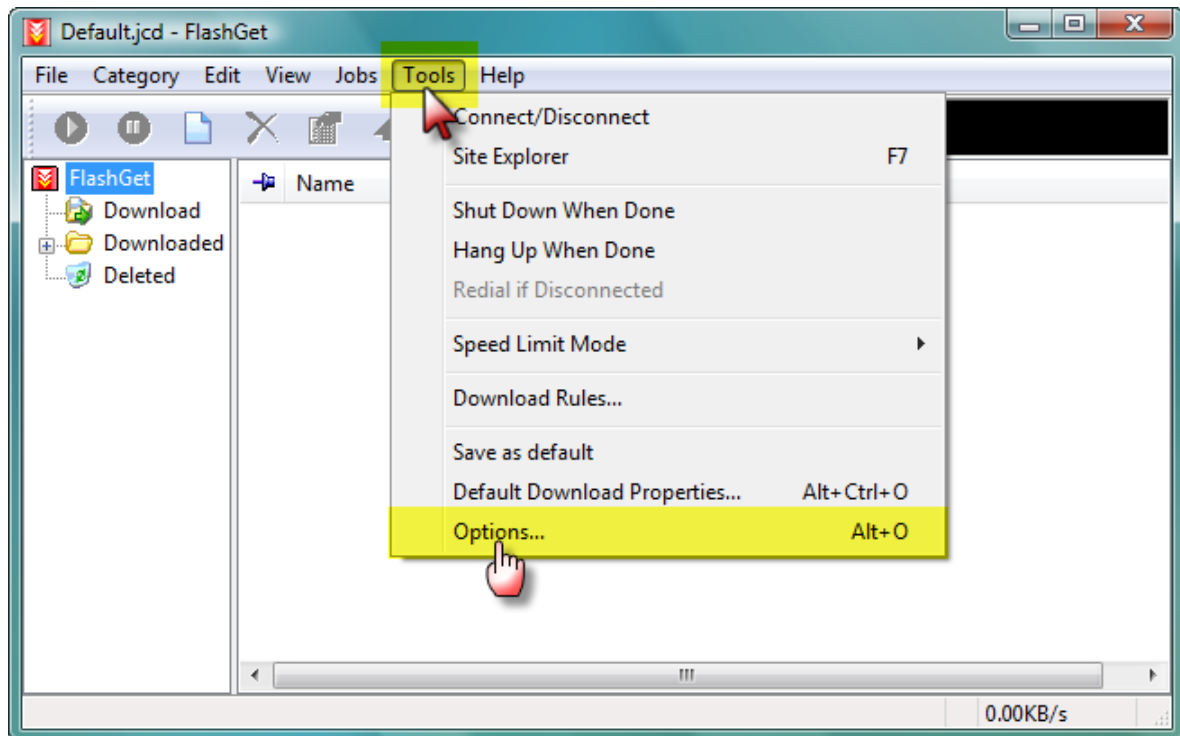 Default.jcd - FlashGet
File Category Edit View Jobs Tools Help
Connect/Disconnect
Site Explorer F7
FlashGet
Name
Download
Shut Down When Done
Downloaded
Hang Up When Done
Deleted
Redial if Disconnected
Speed Limit Mode
Download Rules...
Save as default
Default Download Properties... Alt+Ctrl+O
Options... Alt+O
0.00KB/s